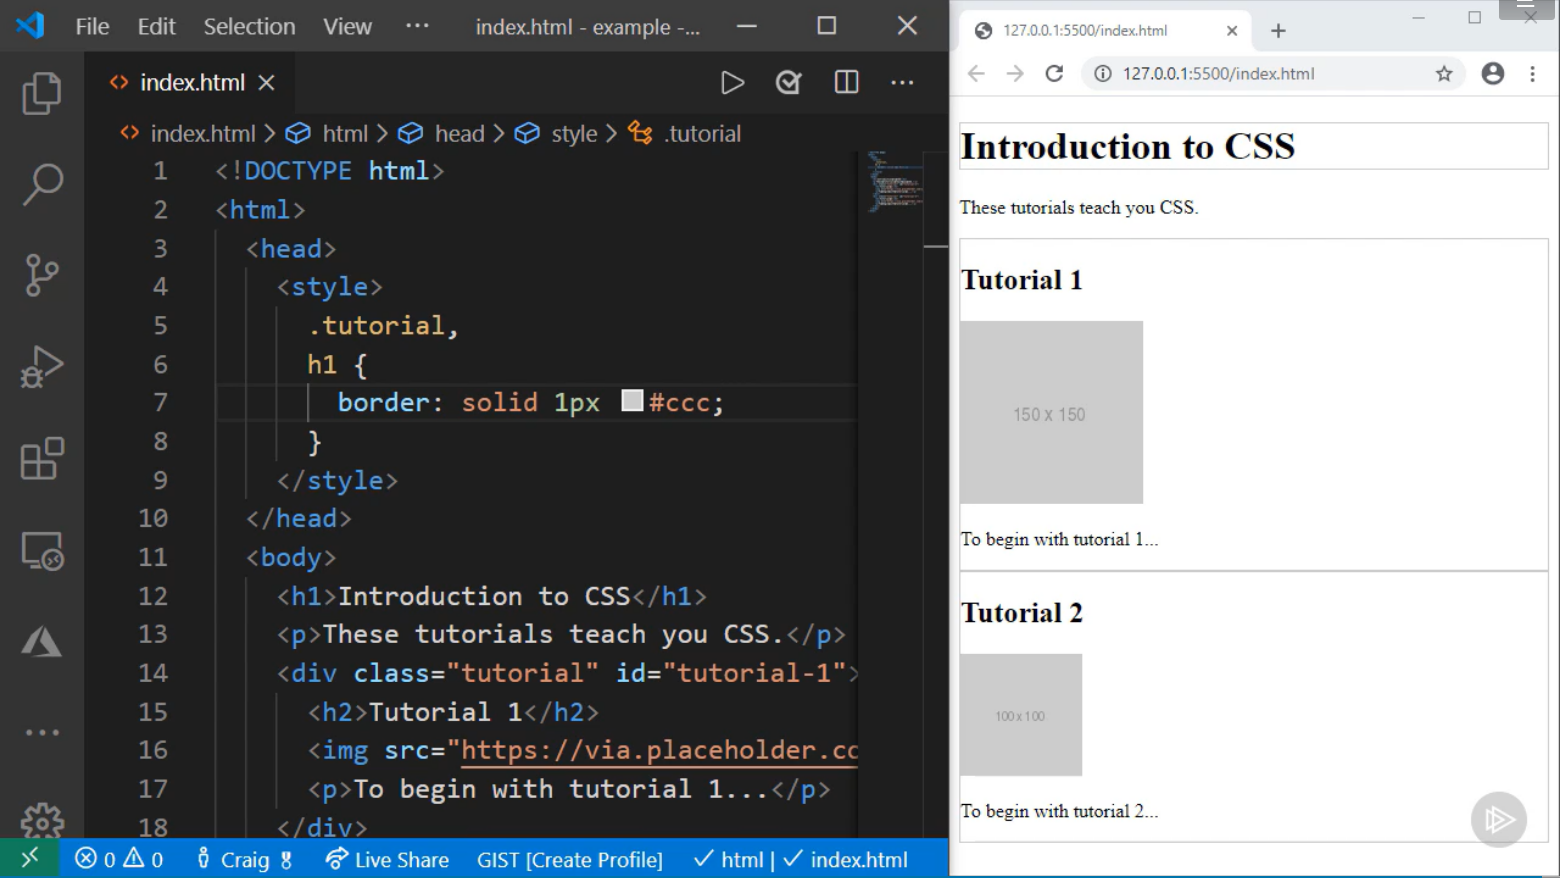 File Edit Selection View ··· index.html - example -...
index.html
index.html > html > head > style > .tutorial
1 <!DOCTYPE html>
2 <html>
3 <head>
4 <style>
5 .tutorial,
6 h1 {
7 border: solid 1px #ccc;
8 }
9 </style>
10 </head>
11 <body>
12 <h1>Introduction to CSS</h1>
13 <p>These tutorials teach you CSS.</p>
14 <div class="tutorial" id="tutorial-1">
15 <h2>Tutorial 1</h2>
16 <img src="https://via.placeholder.co
17 <p>To begin with tutorial 1...</p>
18 </div>
0 0 Craig Live Share GIST [Create Profile] html | index.html
127.0.0.1:5500/index.html
127.0.0.1:5500/index.html
Introduction to CSS
These tutorials teach you CSS.
Tutorial 1
150 x 150
To begin with tutorial 1...
Tutorial 2
100 x 100
To begin with tutorial 2...